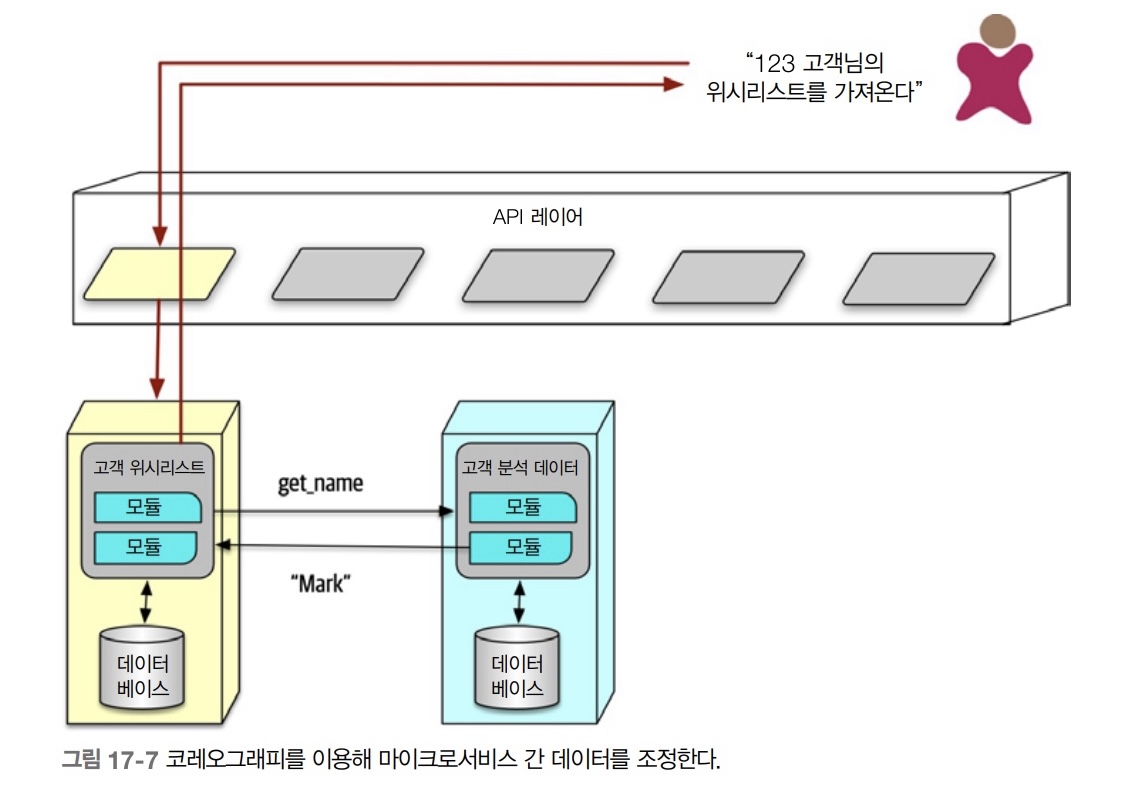 “123 고객님의
위시리스트를 가져온다”
API 레이어
고객 위시리스트
모듈
모듈
get_name
“Mark”
고객 분석 데이터
모듈
모듈
데이터
베이스
데이터
베이스
그림 17-7 코레오그래피를 이용해 마이크로서비스 간 데이터를 조정한다.